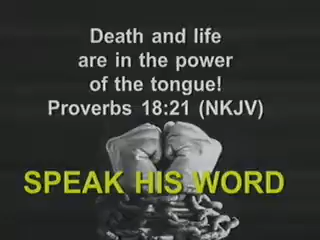 Death and life
are in the power
of the tongue!
Proverbs 18:21 (NKJV)
SPEAK HIS WORD